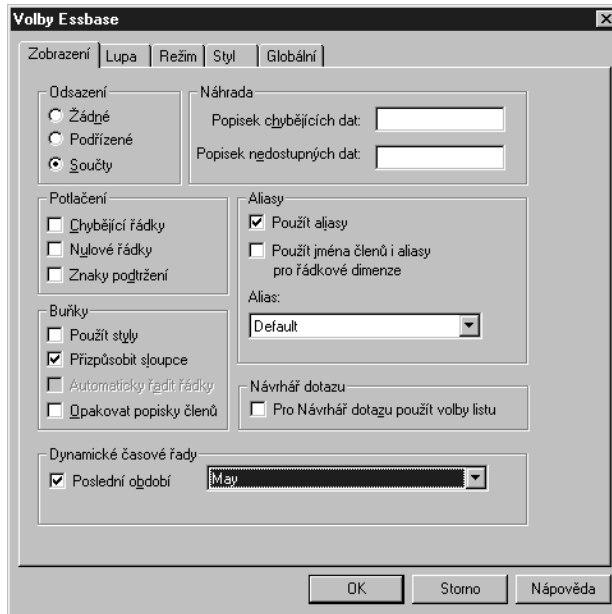 Volby Essbase
Zobrazení Lupa Režim Styl Globální
Odsazení
Žádné
Podřízené
Součty
Náhrada
Popisek chybějících dat:
Popisek nedostupných dat:
Potlačení
Chybějící řádky
Nulové řádky
Znaky podtržení
Aliasy
Použít aliasy
Použít jména členů i aliasy
pro řádkové dimenze
Alias:
Default
Buňky
Použít styly
Přizpůsobit sloupce
Automaticky řadit řádky
Opakovat popisky členů
Návrhář dotazu
Pro Návrhář dotazu použít volby listu
Dynamické časové řady
Poslední období
May
OK Storno Nápověda